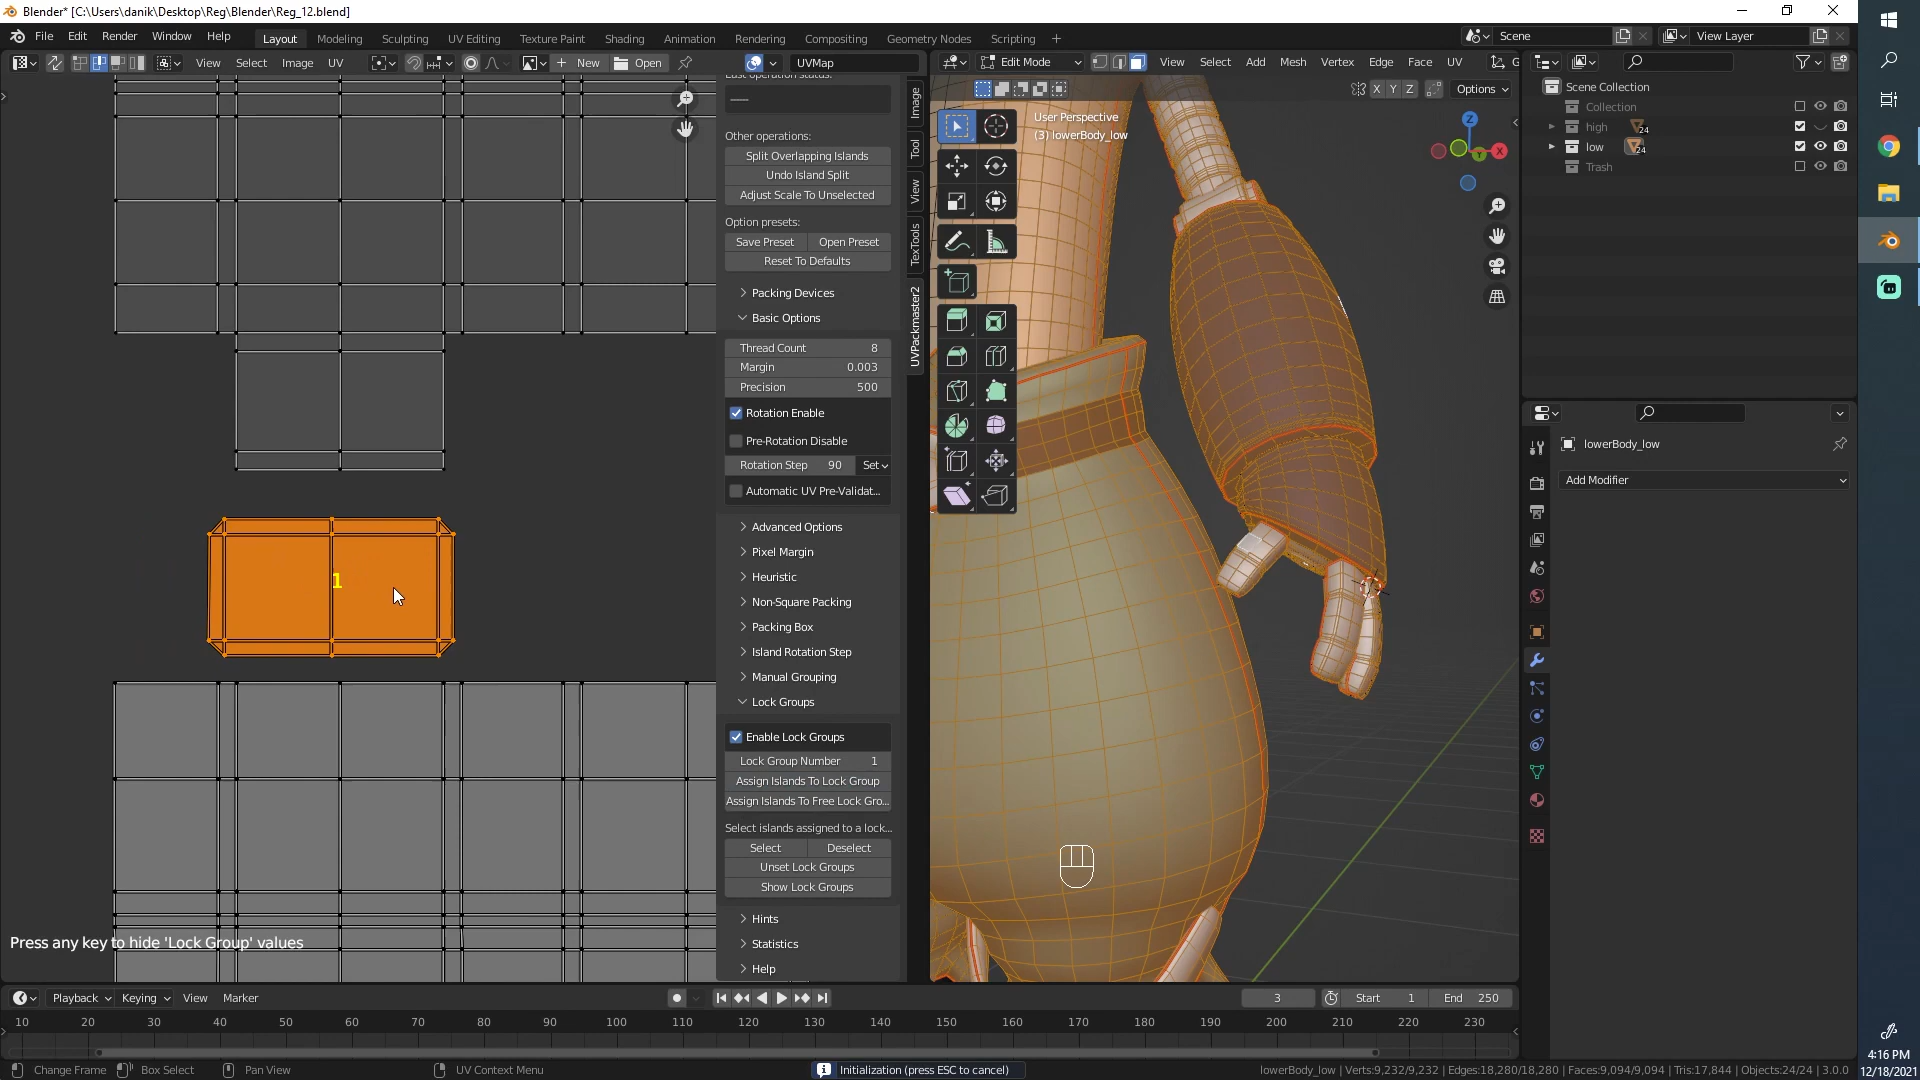 Blender* [C:\Users\danik\Desktop\Reg\Blender\Reg_12.blend]
File Edit Render Window Help
Layout Modeling Sculpting UV Editing Texture Paint Shading Animation Rendering Compositing Geometry Nodes Scripting +
Scene
View Layer
View Select Image UV
New
Open
UVMap
Edit Mode
View Select Add Mesh Vertex Edge Face UV
X Y Z
Options
User Perspective
(3) lowerBody_low
Z
X
Y
Other operations:
Split Overlapping Islands
Undo Island Split
Adjust Scale To Unselected
Option presets:
Save Preset
Open Preset
Reset To Defaults
Packing Devices
Basic Options
Thread Count 8
Margin 0.003
Precision 500
Rotation Enable
Pre-Rotation Disable
Rotation Step 90
Set
Automatic UV Pre-Validat...
Advanced Options
Pixel Margin
Heuristic
Non-Square Packing
Packing Box
Island Rotation Step
Manual Grouping
Lock Groups
Enable Lock Groups
Lock Group Number 1
Assign Islands To Lock Group
Assign Islands To Free Lock Gro...
Select islands assigned to a lock...
Select
Deselect
Unset Lock Groups
Show Lock Groups
Hints
Statistics
Help
Image
Tool
View
TexTools
UVPackmaster2
1
Press any key to hide 'Lock Group' values
Scene Collection
Collection
high
24
low
24
Trash
lowerBody_low
Add Modifier
Playback Keying View Marker
3
Start 1
End 250
10 20 30 40 50 60 70 80 90 100 110 120 130 140 150 160 170 180 190 200 210 220 230
Change Frame
Box Select
Pan View
UV Context Menu
Initialization (press ESC to cancel)
lowerBody_low | Verts:9,232/9,232 | Edges:18,280/18,280 | Faces:9,094/9,094 | Tris:17,844 | Objects:24/24 | 3.0.0
4:16 PM
12/18/2021